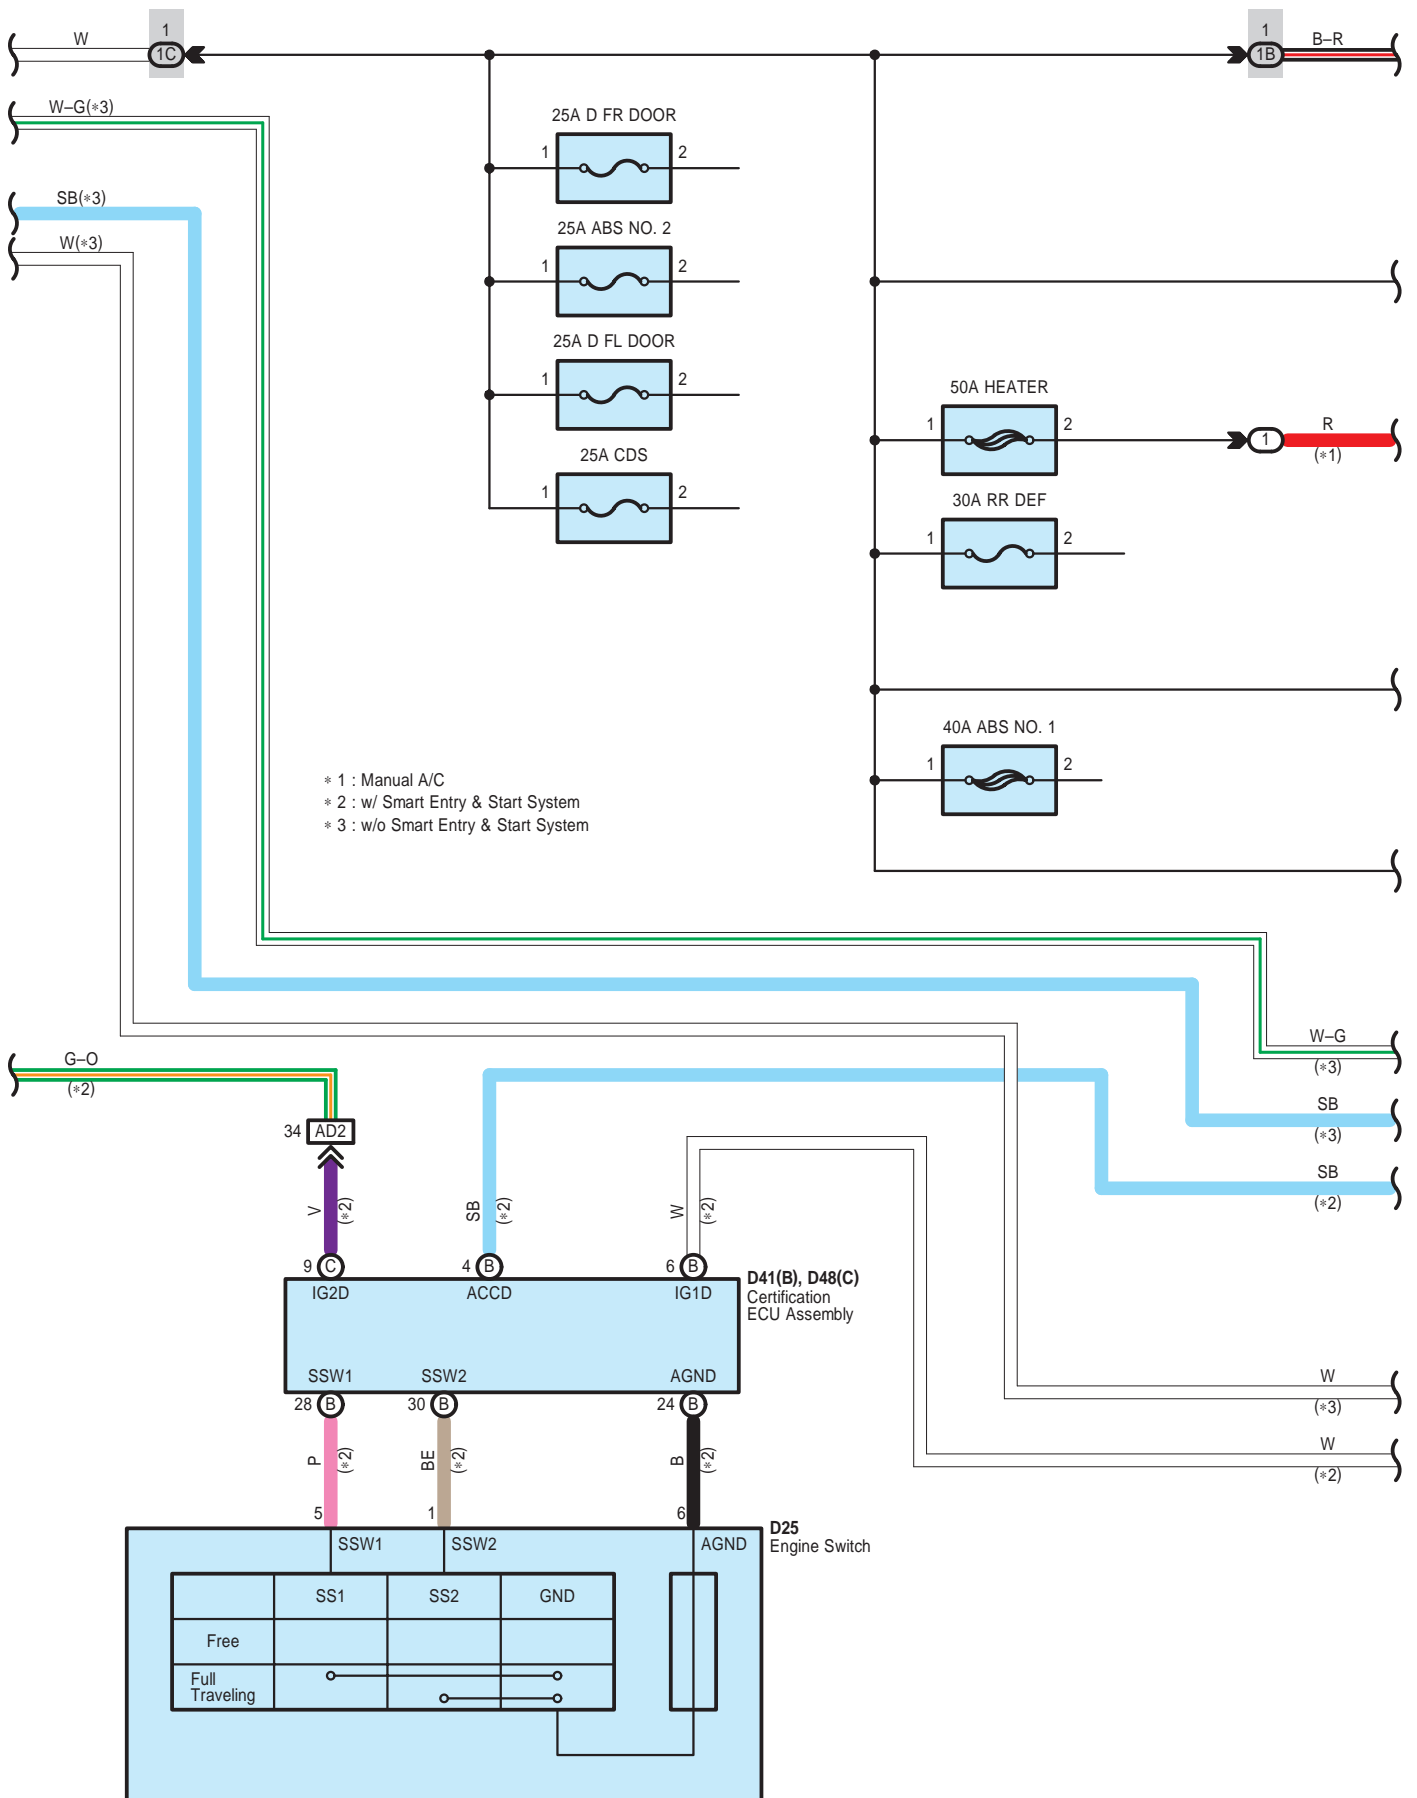 1
1
W
1C
1B
B–R
W–G(*3)
25A D FR DOOR
1
2
SB(*3)
W(*3)
25A ABS NO. 2
1
2
25A D FL DOOR
1
2
50A HEATER
1
2
1
R
(*1)
25A CDS
1
2
30A RR DEF
1
2
40A ABS NO. 1
1
2
* 1 : Manual A/C
* 2 : w/ Smart Entry & Start System
* 3 : w/o Smart Entry & Start System
W–G
(*3)
G–O
(*2)
SB
(*3)
34
AD2
SB
(*2)
V
(*2)
SB
(*2)
W
(*2)
9
C
4
B
6
B
D41(B), D48(C)
Certification
ECU Assembly
IG2D
ACCD
IG1D
SSW1
SSW2
AGND
W
(*3)
28
B
30
B
24
B
W
(*2)
P
(*2)
BE
(*2)
B
(*2)
5
1
6
D25
Engine Switch
SSW1
SSW2
AGND
SS1
SS2
GND
Free
Full
Traveling